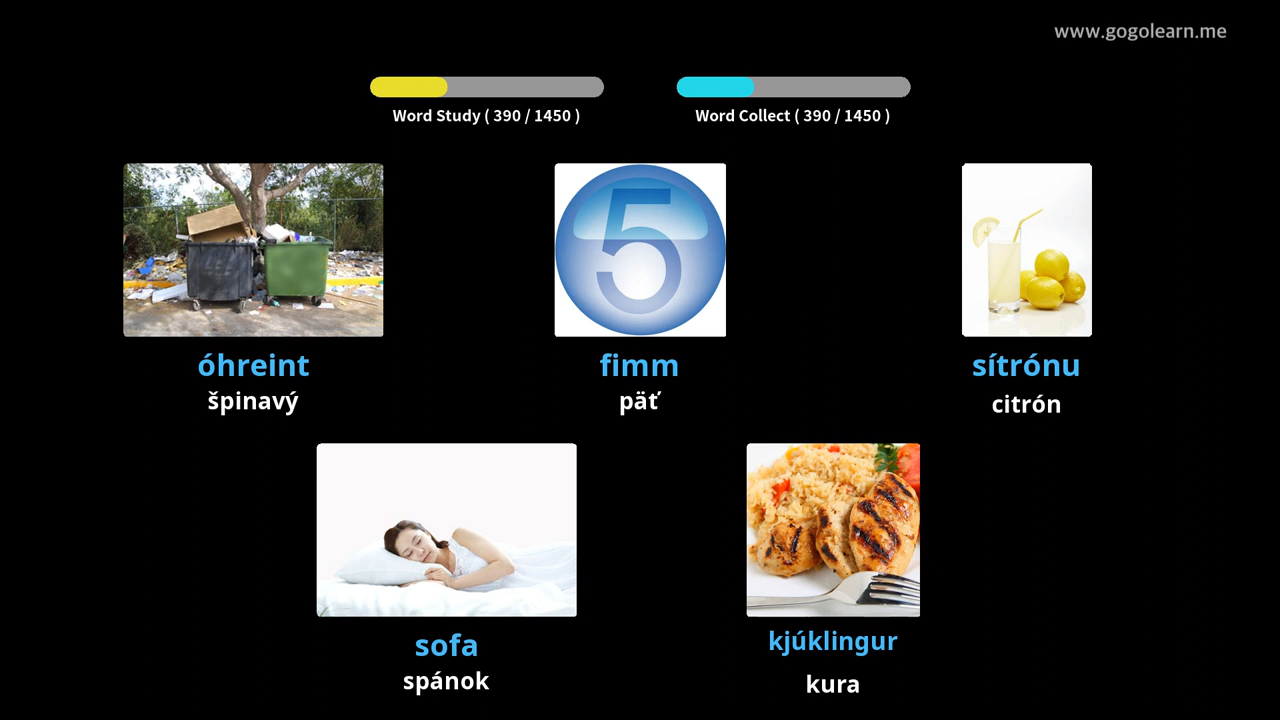 www.gogolearn.me
Word Study ( 390 / 1450 )
Word Collect ( 390 / 1450 )
5
óhreint
špinavý
fimm
päť
sítrónu
citrón
sofa
spánok
kjúklingur
kura